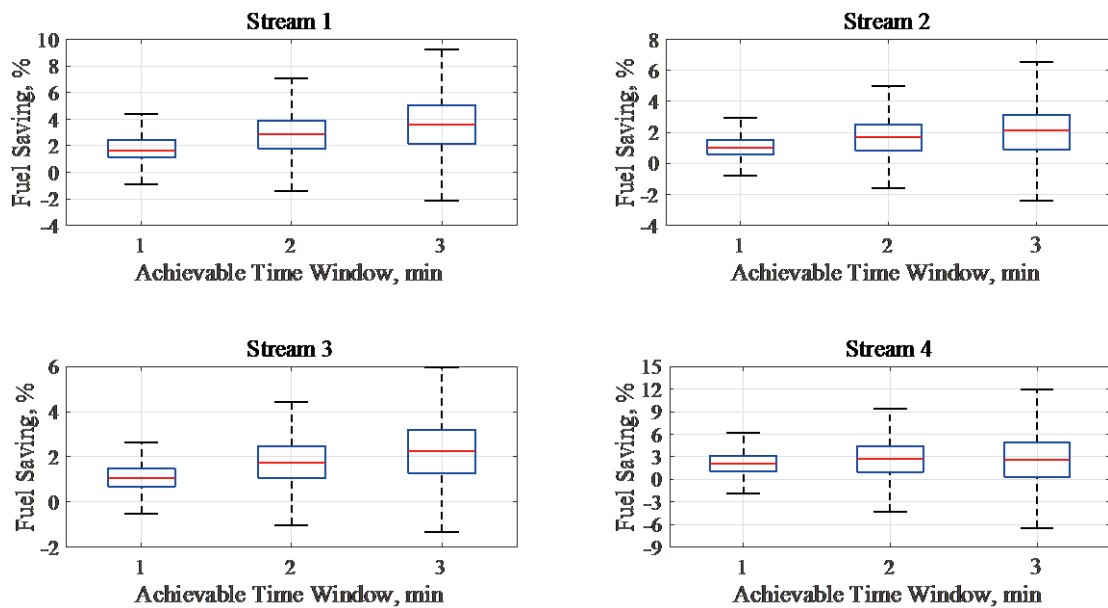 Stream 1
10
8
6
4
2
0
-2
-4
Fuel Saving, %
1 2 3
Achievable Time Window, min
Stream 2
8
6
4
2
0
-2
-4
Fuel Saving, %
1 2 3
Achievable Time Window, min
Stream 3
6
4
2
0
-2
Fuel Saving, %
1 2 3
Achievable Time Window, min
Stream 4
15
12
9
6
3
0
-3
-6
-9
Fuel Saving, %
1 2 3
Achievable Time Window, min